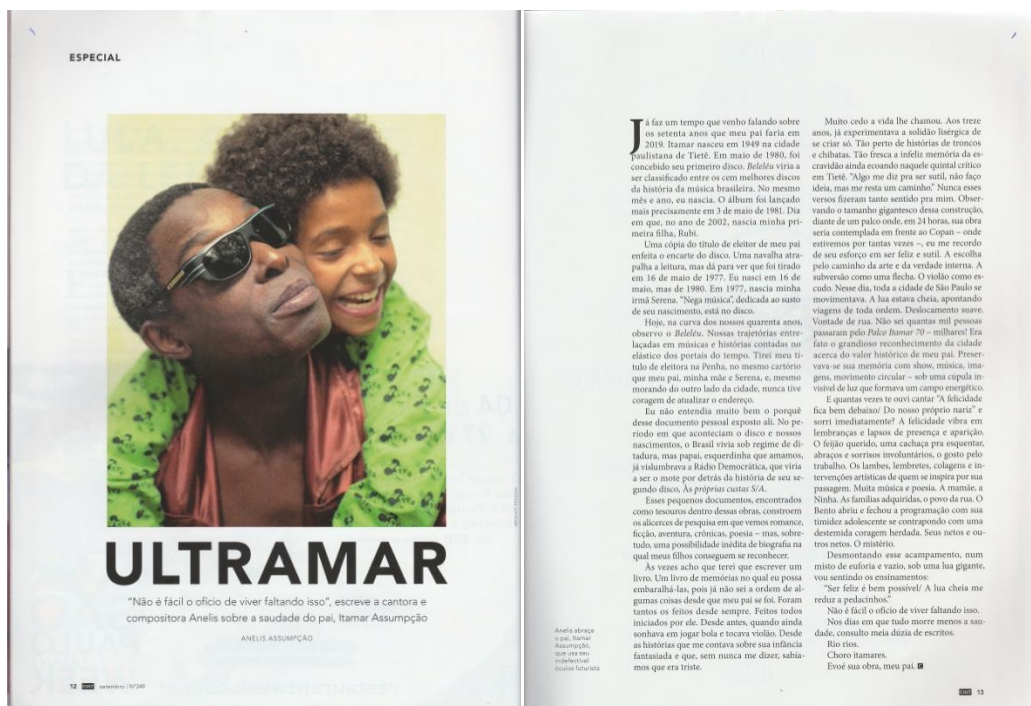 ESPECIAL
ULTRAMAR
“Não é fácil o ofício de viver faltando isso”, escreve a cantora e
compositora Anelis sobre a saudade do pai, Itamar Assumpção
ANELIS ASSUMPÇÃO
12 CULT setembro | Nº249
Já faz um tempo que venho falando sobre
os setenta anos que meu pai faria em
2019. Itamar nasceu em 1949 na cidade
paulistana de Tietê. Em maio de 1980, foi
concebido seu primeiro disco. Beleléu viria a
ser classificado entre os cem melhores discos
da história da música brasileira. No mesmo
mês e ano, eu nascia. O álbum foi lançado
mais precisamente em 3 de maio de 1981. Dia
em que, no ano de 2002, nascia minha pri-
meira filha, Rubi.
Uma cópia do título de eleitor de meu pai
enfeita o encarte do disco. Uma navalha atra-
palha a leitura, mas dá para ver que foi tirado
em 16 de maio de 1977. Eu nasci em 16 de
maio, mas de 1980. Em 1977, nascia minha
irmã Serena. “Nega música”, dedicada ao susto
de seu nascimento, está no disco.
Hoje, na curva dos nossos quarenta anos,
observo o Beleléu. Nossas trajetórias entre-
laçadas em músicas e histórias contadas no
elástico dos portais do tempo. Tirei meu tí-
tulo de eleitora na Penha, no mesmo cartório
que meu pai, minha mãe e Serena, e, mesmo
morando do outro lado da cidade, nunca tive
coragem de atualizar o endereço.
Eu não entendia muito bem o porquê
desse documento pessoal exposto ali. No pe-
ríodo em que aconteciam o disco e nossos
nascimentos, o Brasil vivia sob regime de di-
tadura, mas papai, esquerdinha que amamos,
já vislumbrava a Rádio Democrática, que viria
a ser o mote por detrás da história de seu se-
gundo disco, Às próprias custas S/A.
Esses pequenos documentos, encontrados
como tesouros dentro dessas obras, constroem
os alicerces de pesquisa em que vemos romance,
ficção, aventura, crônicas, poesia – mas, sobre-
tudo, uma possibilidade inédita de biografia na
qual meus filhos conseguem se reconhecer.
Às vezes acho que terei que escrever um
livro. Um livro de memórias no qual eu possa
embaralhá-las, pois já não sei a ordem de al-
gumas coisas desde que meu pai se foi. Foram
tantos os feitos desde sempre. Feitos todos
iniciados por ele. Desde antes, quando ainda
sonhava em jogar bola e tocava violão. Desde
as histórias que me contava sobre sua infância
fantasiada e que, sem nunca me dizer, sabía-
mos que era triste.
Anelis abraça
o pai, Itamar
Assumpção,
que usa seu
indefectível
óculos futurista
Muito cedo a vida lhe chamou. Aos treze
anos, já experimentava a solidão lisérgica de
se criar só. Tão perto de histórias de troncos
e chibatas. Tão fresca a infeliz memória da es-
cravidão ainda ecoando naquele quintal crítico
em Tietê. “Algo me diz pra ser sutil, não faço
ideia, mas me resta um caminho.” Nunca esses
versos fizeram tanto sentido pra mim. Obser-
vando o tamanho gigantesco dessa construção,
diante de um palco onde, em 24 horas, sua obra
seria contemplada em frente ao Copan – onde
estivemos por tantas vezes –, eu me recordo
de seu esforço em ser feliz e sutil. A escolha
pelo caminho da arte e da verdade interna. A
subversão como uma flecha. O violão como es-
cudo. Nesse dia, toda a cidade de São Paulo se
movimentava. A lua estava cheia, apontando
viagens de toda ordem. Deslocamento suave.
Vontade de rua. Não sei quantas mil pessoas
passaram pelo Palco Itamar 70 – milhares! Era
fato o grandioso reconhecimento da cidade
acerca do valor histórico de meu pai. Preser-
vava-se sua memória com show, música, ima-
gens, movimento circular – sob uma cúpula in-
visível de luz que formava um campo energético.
E quantas vezes te ouvi cantar “A felicidade
fica bem debaixo/ Do nosso próprio nariz” e
sorri imediatamente? A felicidade vibra em
lembranças e lapsos de presença e aparição.
O feijão querido, uma cachaça pra esquentar,
abraços e sorrisos involuntários, o gosto pelo
trabalho. Os lambes, lembretes, colagens e in-
tervenções artísticas de quem se inspira por sua
passagem. Muita música e poesia. A mamãe, a
Ninha. As famílias adquiridas, o povo da rua. O
Bento abriu e fechou a programação com sua
timidez adolescente se contrapondo com uma
destemida coragem herdada. Seus netos e ou-
tros netos. O mistério.
Desmontando esse acampamento, num
misto de euforia e vazio, sob uma lua gigante,
vou sentindo os ensinamentos:
“Ser feliz é bem possível/ A lua cheia me
reduz a pedacinhos.”
Não é fácil o ofício de viver faltando isso.
Nos dias em que tudo morre menos a sau-
dade, consulto meia dúzia de escritos.
Rio rios.
Choro itamares.
Evoé sua obra, meu pai. C
CULT 13